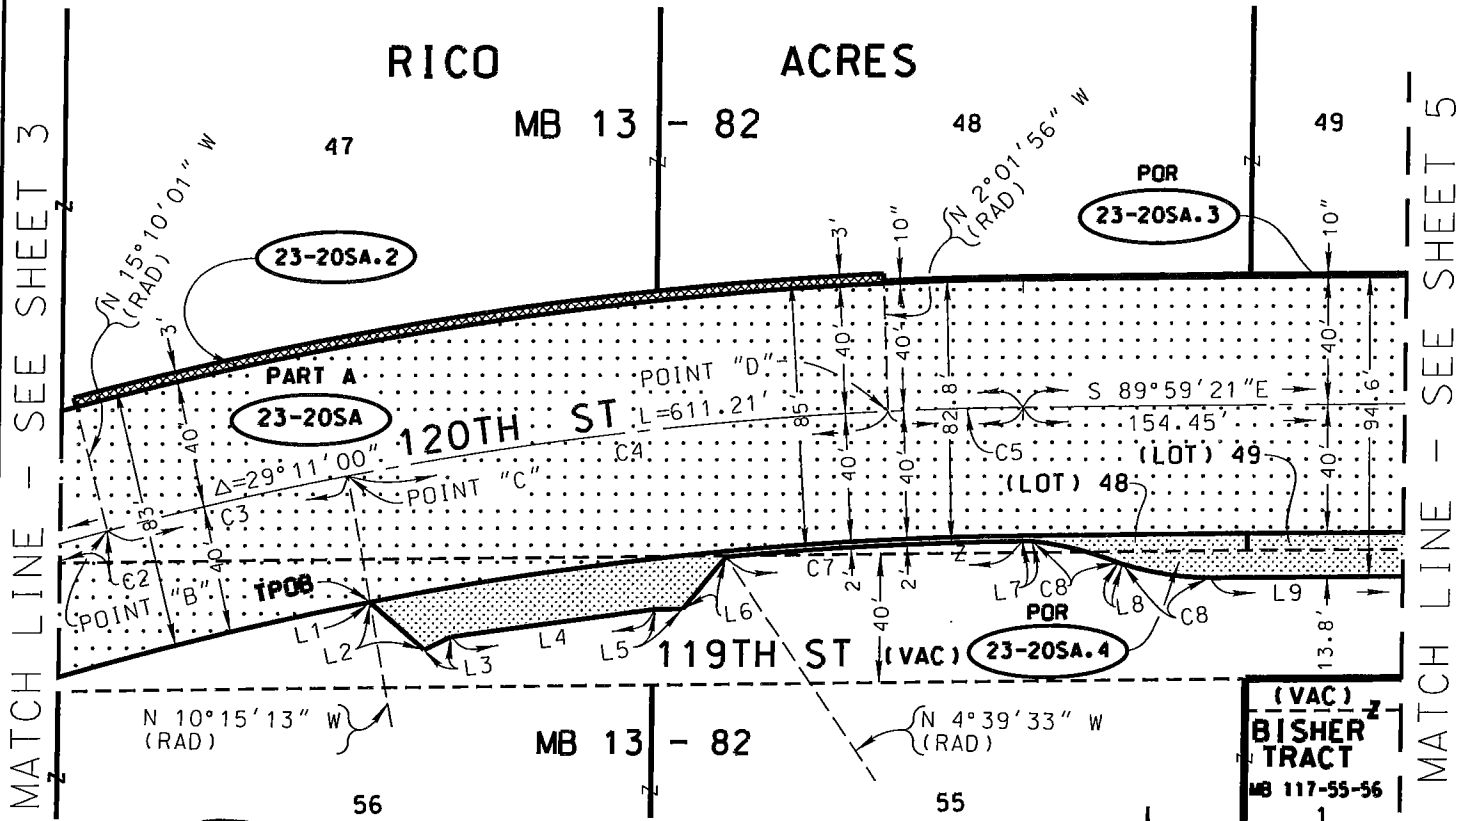 RICO ACRES
MB 13 - 82
47
48
49
MATCH LINE - SEE SHEET 3
MATCH LINE - SEE SHEET 5
N 15°10'01" W
(RAD)
N 2°01'56" W
(RAD)
POR
23-20SA.3
23-20SA.2
3'
10"
10"
3'
PART A
23-20SA
120TH ST
POINT "D"
L=611.21'
C4
85'
40'
40'
82.8'
40'
S 89°59'21"E
154.45'
94.6'
C5
(LOT) 49
(LOT) 48
40'
40'
40'
40'
Δ=29°11'00"
POINT "C"
C3
83'
40'
40'
C2
POINT "B"
TPOB
L1
L2
L3
L4
L5
L6
C7
2'
2'
40'
L7
C8
L8
C8
L9
13.8'
POR
23-20SA.4
119TH ST (VAC)
N 10°15'13" W
(RAD)
N 4°39'33" W
(RAD)
MB 13 - 82
56
55
(VAC)
BISHER
TRACT
MB 117-55-56
1